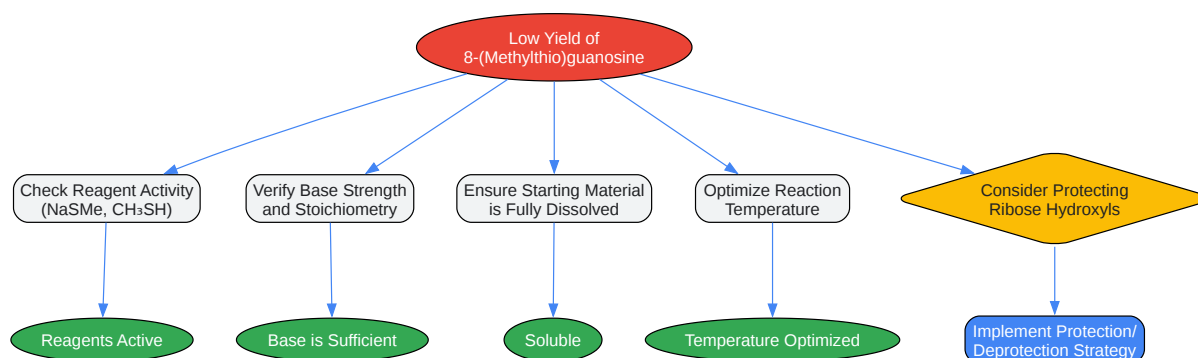 Low Yield of
8-(Methylthio)guanosine
Check Reagent Activity
(NaSMe, CH₃SH)
Verify Base Strength
and Stoichiometry
Ensure Starting Material
is Fully Dissolved
Optimize Reaction
Temperature
Consider Protecting
Ribose Hydroxyls
Reagents Active
Base is Sufficient
Soluble
Temperature Optimized
Implement Protection/
Deprotection Strategy